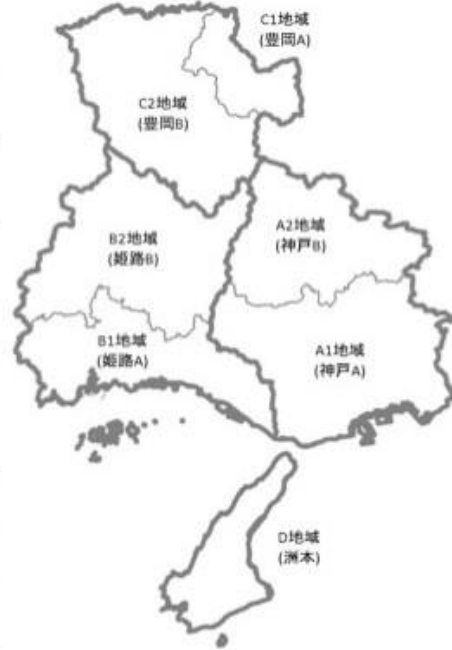 C1地域
(豊岡A)
C2地域
(豊岡B)
A2地域
(神戸B)
B2地域
(姫路B)
B1地域
(姫路A)
A1地域
(神戸A)
D地域
(洲本)